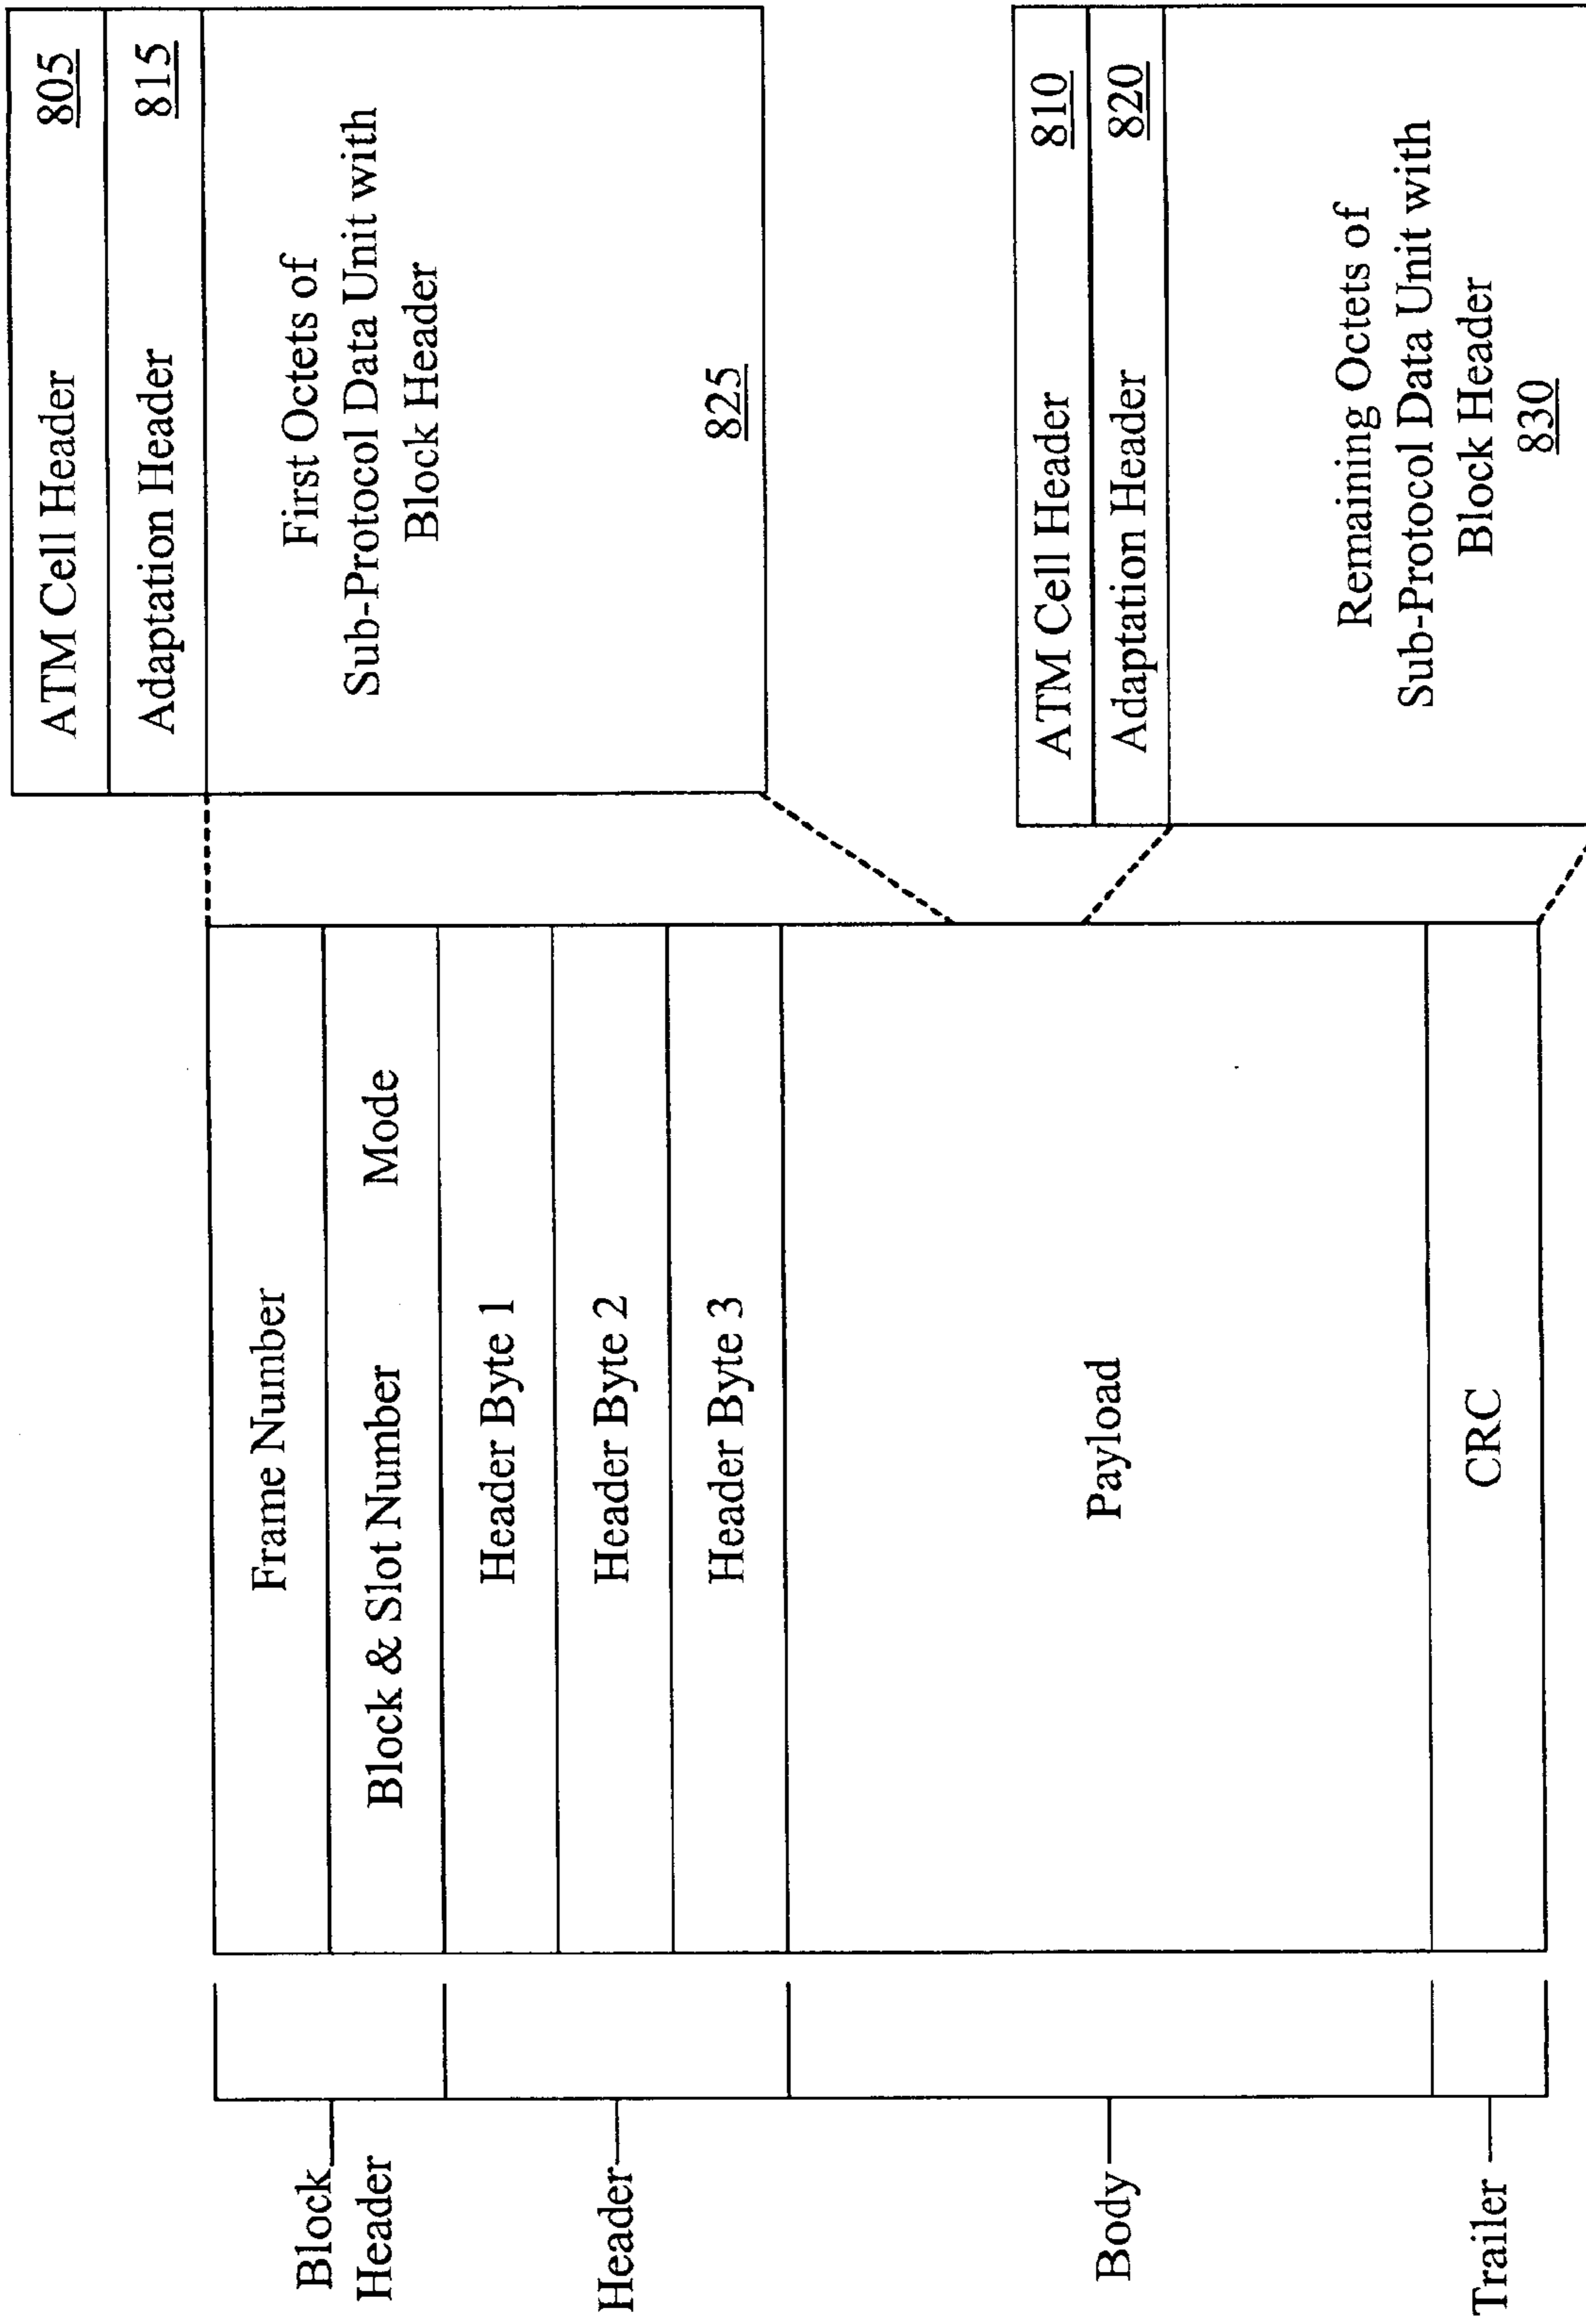 Block
Header
Header
Body
Trailer
Frame Number
Block & Slot Number Mode
Header Byte 1
Header Byte 2
Header Byte 3
Payload
CRC
ATM Cell Header 805
Adaptation Header 815
First Octets of
Sub-Protocol Data Unit with
Block Header
825
ATM Cell Header 810
Adaptation Header 820
Remaining Octets of
Sub-Protocol Data Unit with
Block Header
830